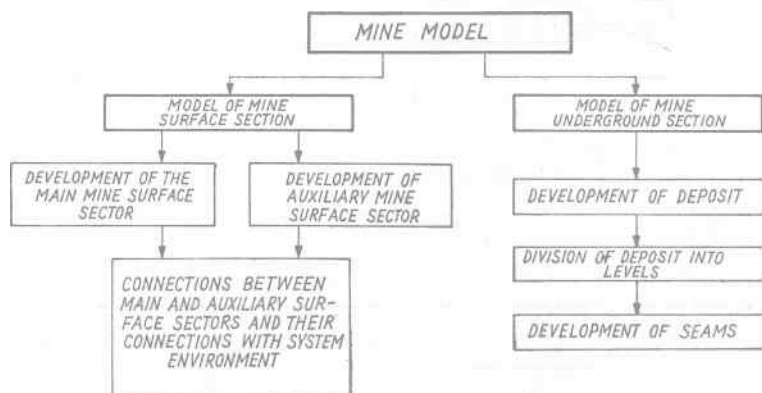 MINE MODEL
MODEL OF MINE
SURFACE SECTION
MODEL OF MINE
UNDERGROUND SECTION
DEVELOPMENT OF THE
MAIN MINE SURFACE
SECTOR
DEVELOPMENT OF
AUXILIARY MINE
SURFACE SECTOR
DEVELOPMENT OF DEPOSIT
CONNECTIONS BETWEEN
MAIN AND AUXILIARY SUR-
FACE SECTORS AND THEIR
CONNECTIONS WITH SYSTEM
ENVIRONMENT
DIVISION OF DEPOSIT INTO
LEVELS
DEVELOPMENT OF SEAMS